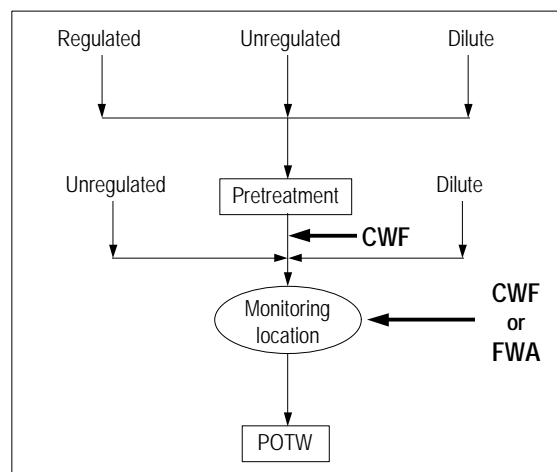 Regulated
Unregulated
Dilute
Unregulated
Pretreatment
Dilute
CWF
Monitoring
location
CWF
or
FWA
POTW